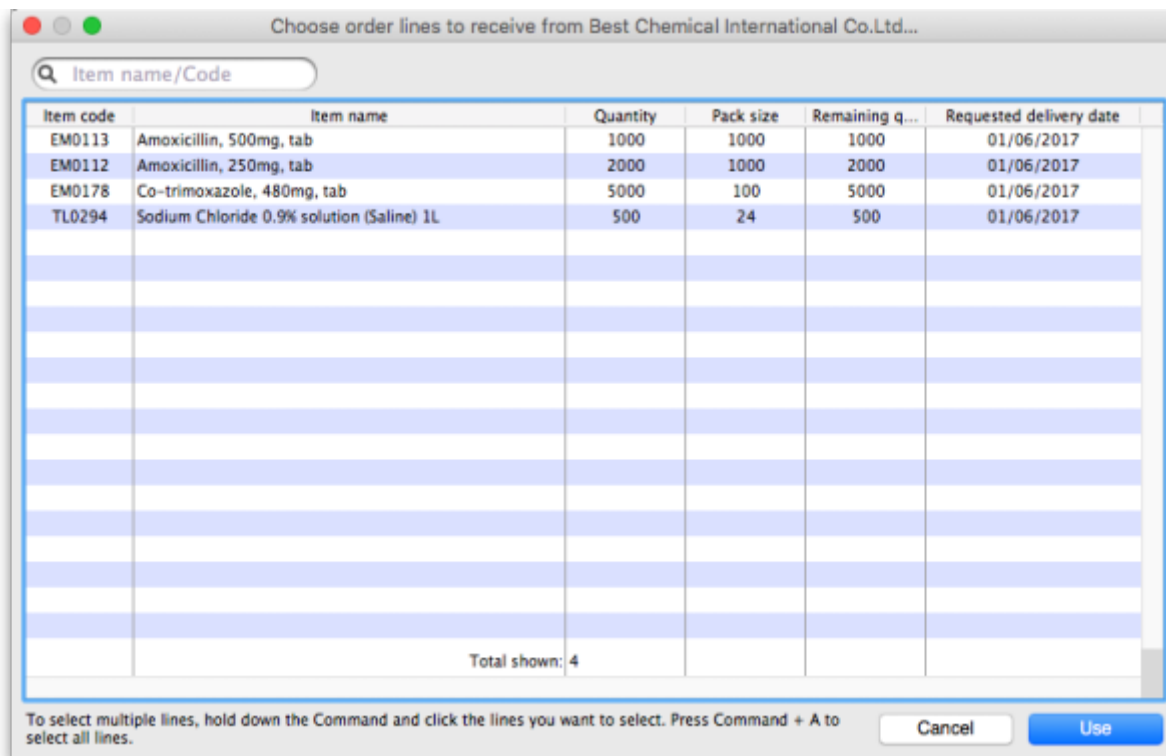 Choose order lines to receive from Best Chemical International Co.Ltd...
Item name/Code
Item code Item name Quantity Pack size Remaining q... Requested delivery date
EM0113 Amoxicillin, 500mg, tab 1000 1000 1000 01/06/2017
EM0112 Amoxicillin, 250mg, tab 2000 1000 2000 01/06/2017
EM0178 Co-trimoxazole, 480mg, tab 5000 100 5000 01/06/2017
TL0294 Sodium Chloride 0.9% solution (Saline) 1L 500 24 500 01/06/2017
Total shown: 4
To select multiple lines, hold down the Command and click the lines you want to select. Press Command + A to
select all lines.
Cancel Use